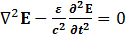 ∇²𝐄 − (ε/c²) (∂²𝐄/∂t²) = 0